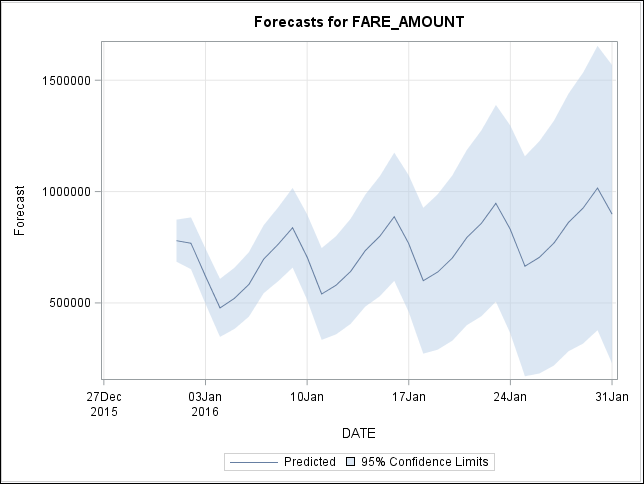 Forecasts for FARE_AMOUNT
1500000
1000000
500000
Forecast
27Dec 03Jan 10Jan 17Jan 24Jan 31Jan
2015 2016
DATE
Predicted 95% Confidence Limits